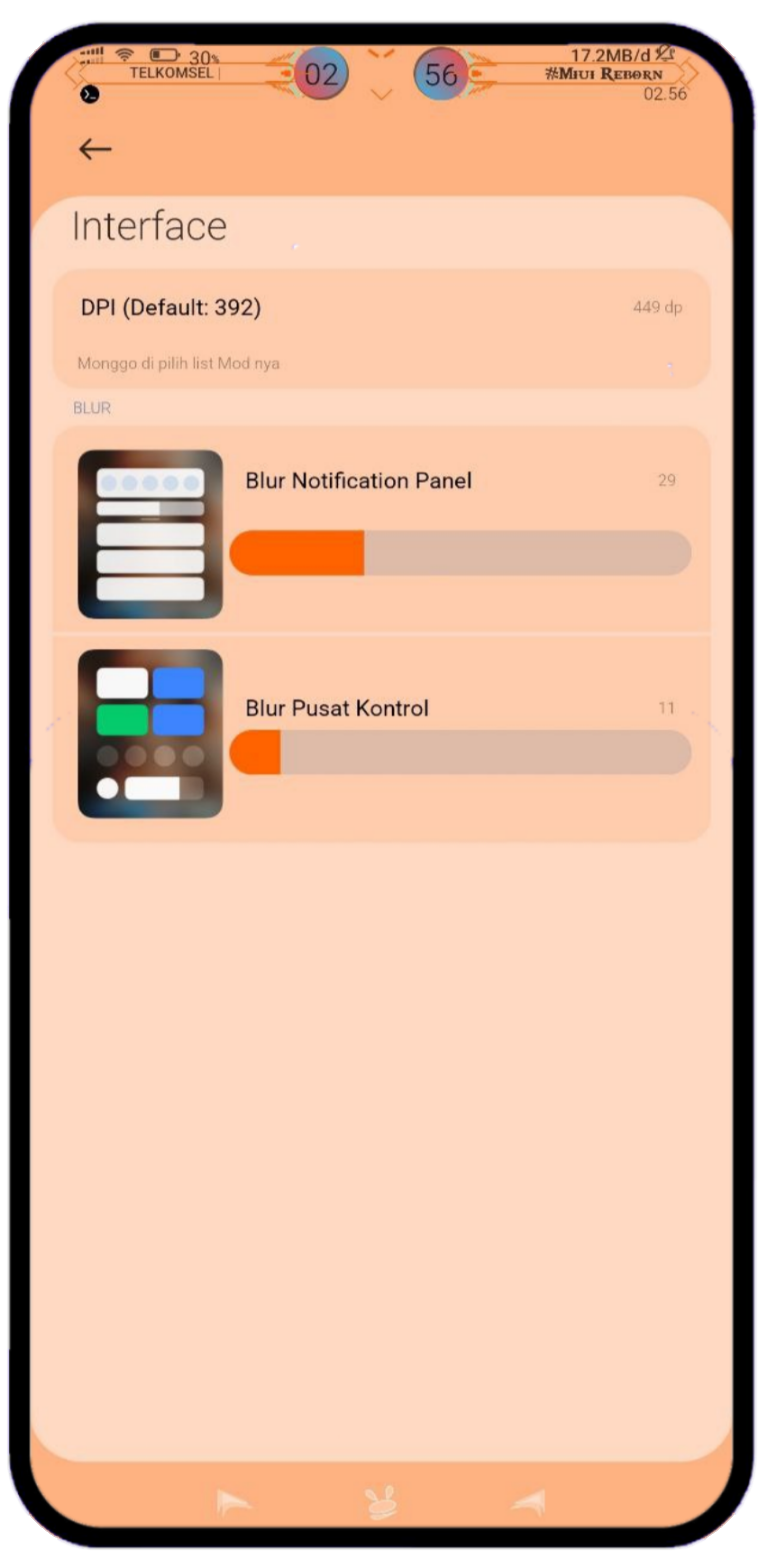 30%
17.2MB/d
TELKOMSEL |
02
56
#MIUI REBORN
02.56
Interface
DPI (Default: 392)
449 dp
Monggo di pilih list Mod nya
BLUR
Blur Notification Panel
29
Blur Pusat Kontrol
11